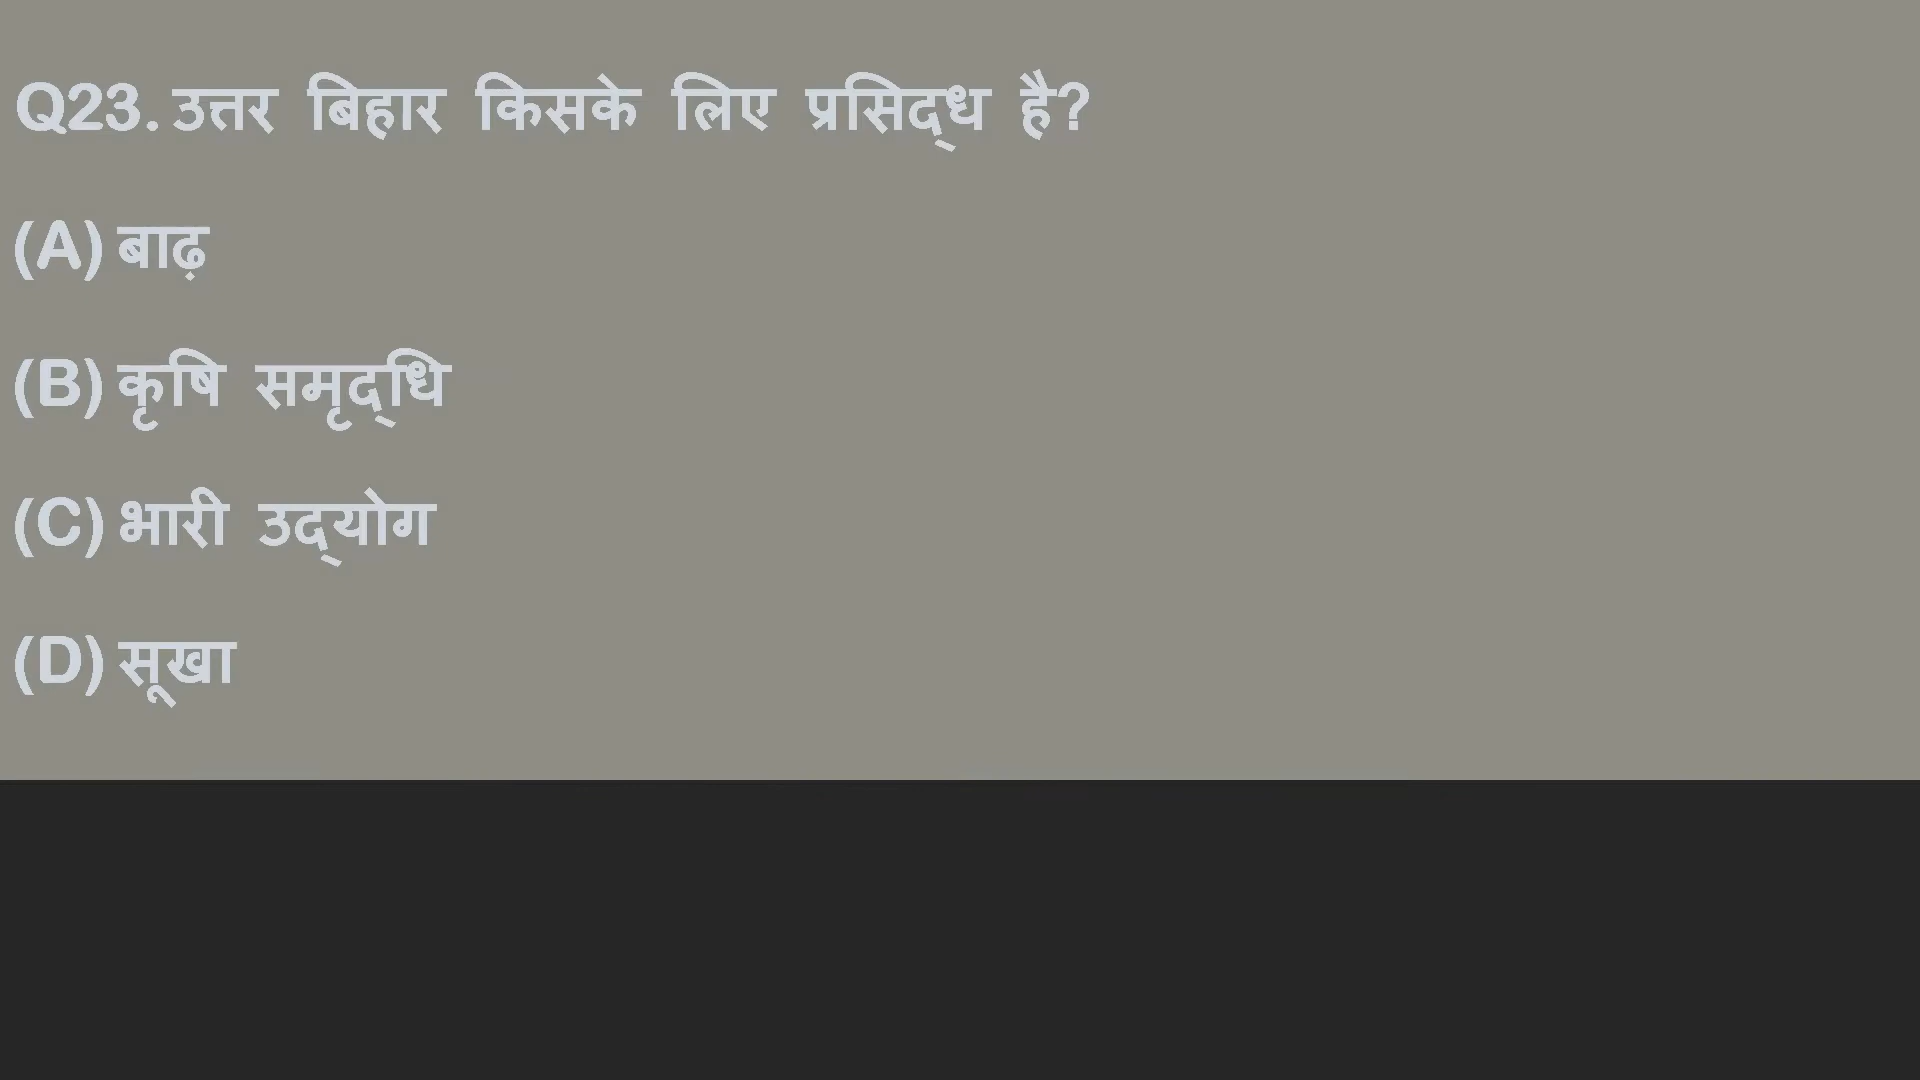 Q23. उत्तर बिहार किसके लिए प्रसिद्ध है?
(A) बाढ़
(B) कृषि समृद्धि
(C) भारी उद्योग
(D) सूखा